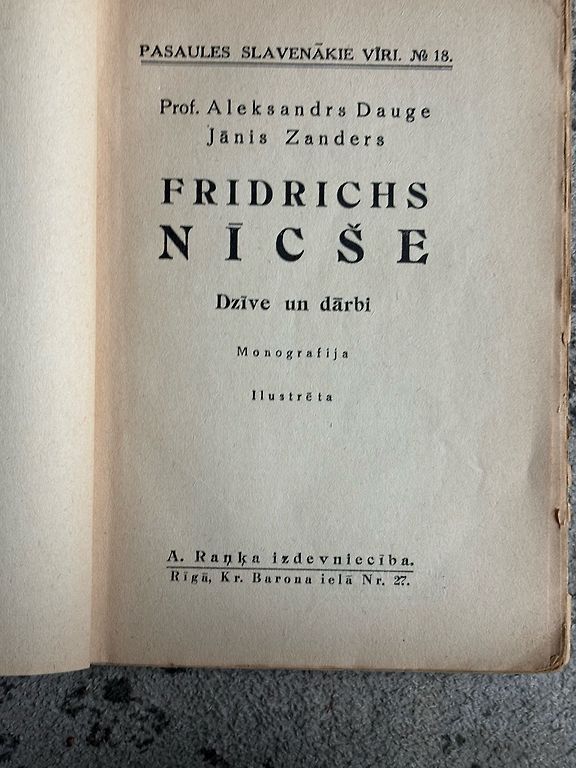 PASAULES SLAVENĀKIE VĪRI. № 18.
Prof. Aleksandrs Dauge
Jānis Zanders
FRIDRICHS
NĪCŠE
Dzīve un dārbi
Monografija
Ilustrēta
A. Raņķa izdevniecība.
Rīgā, Kr. Barona ielā Nr. 27.